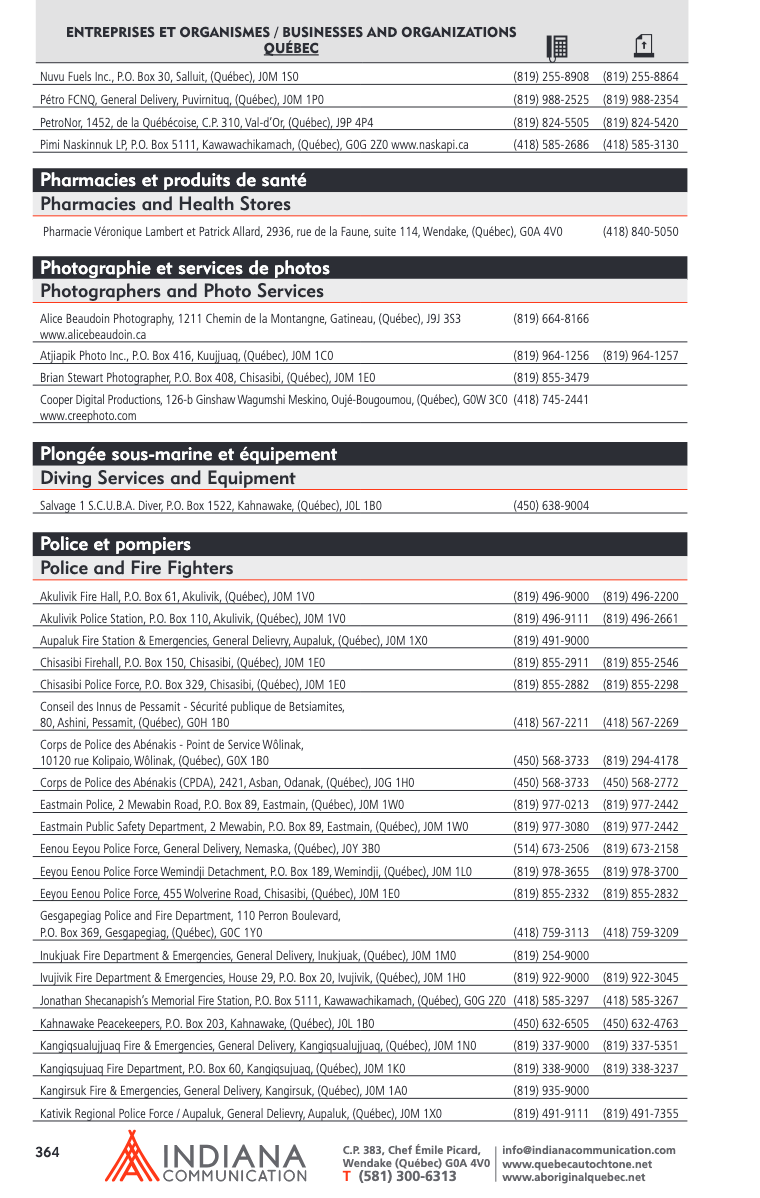 ENTREPRISES ET ORGANISMES / BUSINESSES AND ORGANIZATIONS
QUÉBEC
Nuvu Fuels Inc., P.O. Box 30, Salluit, (Québec), J0M 1S0 (819) 255-8908 (819) 255-8864
Pétro FCNQ, General Delivery, Puvirnituq, (Québec), J0M 1P0 (819) 988-2525 (819) 988-2354
PetroNor, 1452, de la Québécoise, C.P. 310, Val-d'Or, (Québec), J9P 4P4 (819) 824-5505 (819) 824-5420
Pimi Naskinnuk LP, P.O. Box 5111, Kawawachikamach, (Québec), G0G 2Z0 www.naskapi.ca (418) 585-2686 (418) 585-3130
Pharmacies et produits de santé
Pharmacies and Health Stores
Pharmacie Véronique Lambert et Patrick Allard, 2936, rue de la Faune, suite 114, Wendake, (Québec), G0A 4V0 (418) 840-5050
Photographie et services de photos
Photographers and Photo Services
Alice Beaudoin Photography, 1211 Chemin de la Montangne, Gatineau, (Québec), J9J 3S3 (819) 664-8166
www.alicebeaudoin.ca
Atjiapik Photo Inc., P.O. Box 416, Kuujjuaq, (Québec), J0M 1C0 (819) 964-1256 (819) 964-1257
Brian Stewart Photographer, P.O. Box 408, Chisasibi, (Québec), J0M 1E0 (819) 855-3479
Cooper Digital Productions, 126-b Ginshaw Wagumshi Meskino, Oujé-Bougoumou, (Québec), G0W 3C0 (418) 745-2441
www.creephoto.com
Plongée sous-marine et équipement
Diving Services and Equipment
Salvage 1 S.C.U.B.A. Diver, P.O. Box 1522, Kahnawake, (Québec), J0L 1B0 (450) 638-9004
Police et pompiers
Police and Fire Fighters
Akulivik Fire Hall, P.O. Box 61, Akulivik, (Québec), J0M 1V0 (819) 496-9000 (819) 496-2200
Akulivik Police Station, P.O. Box 110, Akulivik, (Québec), J0M 1V0 (819) 496-9111 (819) 496-2661
Aupaluk Fire Station & Emergencies, General Delievry, Aupaluk, (Québec), J0M 1X0 (819) 491-9000
Chisasibi Firehall, P.O. Box 150, Chisasibi, (Québec), J0M 1E0 (819) 855-2911 (819) 855-2546
Chisasibi Police Force, P.O. Box 329, Chisasibi, (Québec), J0M 1E0 (819) 855-2882 (819) 855-2298
Conseil des Innus de Pessamit - Sécurité publique de Betsiamites,
80, Ashini, Pessamit, (Québec), G0H 1B0 (418) 567-2211 (418) 567-2269
Corps de Police des Abénakis - Point de Service Wôlinak,
10120 rue Kolipaio, Wôlinak, (Québec), G0X 1B0 (450) 568-3733 (819) 294-4178
Corps de Police des Abénakis (CPDA), 2421, Asban, Odanak, (Québec), J0G 1H0 (450) 568-3733 (450) 568-2772
Eastmain Police, 2 Mewabin Road, P.O. Box 89, Eastmain, (Québec), J0M 1W0 (819) 977-0213 (819) 977-2442
Eastmain Public Safety Department, 2 Mewabin, P.O. Box 89, Eastmain, (Québec), J0M 1W0 (819) 977-3080 (819) 977-2442
Eenou Eeyou Police Force, General Delivery, Nemaska, (Québec), J0Y 3B0 (514) 673-2506 (819) 673-2158
Eeyou Eenou Police Force Wemindji Detachment, P.O. Box 189, Wemindji, (Québec), J0M 1L0 (819) 978-3655 (819) 978-3700
Eeyou Eenou Police Force, 455 Wolverine Road, Chisasibi, (Québec), J0M 1E0 (819) 855-2332 (819) 855-2832
Gesgapegiag Police and Fire Department, 110 Perron Boulevard,
P.O. Box 369, Gesgapegiag, (Québec), G0C 1Y0 (418) 759-3113 (418) 759-3209
Inukjuak Fire Department & Emergencies, General Delivery, Inukjuak, (Québec), J0M 1M0 (819) 254-9000
Ivujivik Fire Department & Emergencies, House 29, P.O. Box 20, Ivujivik, (Québec), J0M 1H0 (819) 922-9000 (819) 922-3045
Jonathan Shecanapish's Memorial Fire Station, P.O. Box 5111, Kawawachikamach, (Québec), G0G 2Z0 (418) 585-3297 (418) 585-3267
Kahnawake Peacekeepers, P.O. Box 203, Kahnawake, (Québec), J0L 1B0 (450) 632-6505 (450) 632-4763
Kangiqsualujjuaq Fire & Emergencies, General Delivery, Kangiqsualujjuaq, (Québec), J0M 1N0 (819) 337-9000 (819) 337-5351
Kangiqsujuaq Fire Department, P.O. Box 60, Kangiqsujuaq, (Québec), J0M 1K0 (819) 338-9000 (819) 338-3237
Kangirsuk Fire & Emergencies, General Delivery, Kangirsuk, (Québec), J0M 1A0 (819) 935-9000
Kativik Regional Police Force / Aupaluk, General Delievry, Aupaluk, (Québec), J0M 1X0 (819) 491-9111 (819) 491-7355
364
INDIANA
COMMUNICATION
C.P. 383, Chef Émile Picard,
Wendake (Québec) G0A 4V0
T (581) 300-6313
info@indianacommunication.com
www.quebecautochtone.net
www.aboriginalquebec.net